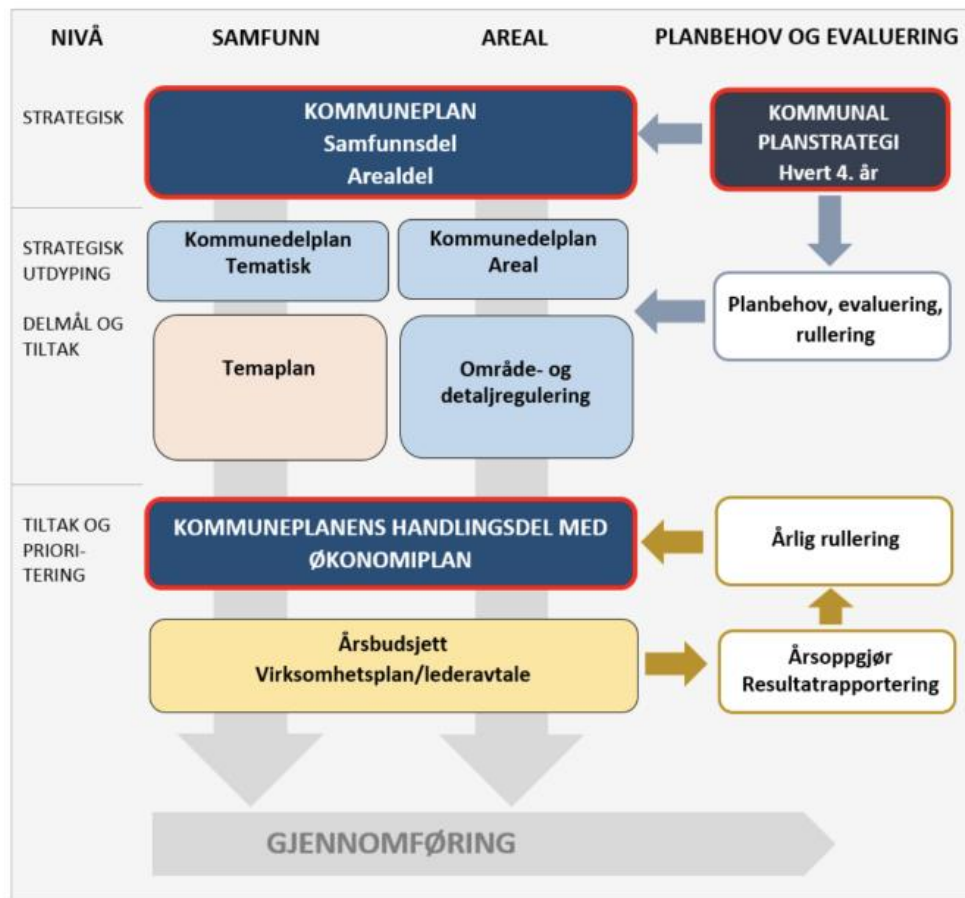 NIVÅ
SAMFUNN
AREAL
PLANBEHOV OG EVALUERING
STRATEGISK
KOMMUNEPLAN
Samfunnsdel
Arealdel
KOMMUNAL
PLANSTRATEGI
Hvert 4. år
STRATEGISK
UTDYPING
Kommunedelplan
Tematisk
Kommunedelplan
Areal
Planbehov, evaluering,
rullering
DELMÅL OG
TILTAK
Temaplan
Område- og
detaljregulering
TILTAK OG
PRIORI-
TERING
KOMMUNEPLANENS HANDLINGSDEL MED
ØKONOMIPLAN
Årlig rullering
Årsbudsjett
Virksomhetsplan/lederavtale
Årsoppgjør
Resultatrapportering
GJENNOMFØRING